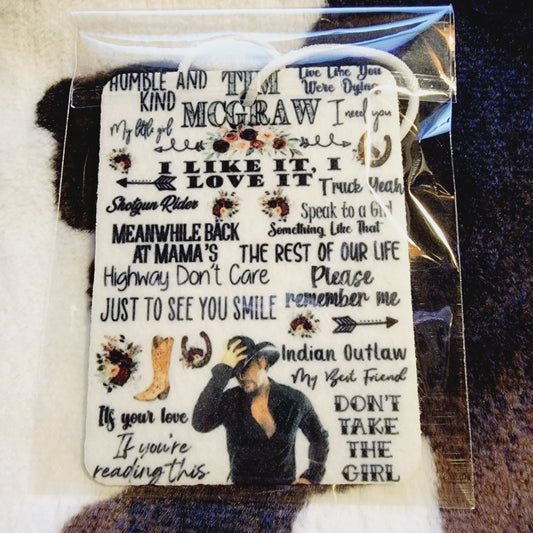 HUMBLE AND
KIND
TIM
MCGRAW
Live Like You
Were Dying
My little girl
I need you
I LIKE IT, I
LOVE IT
Truck Yeah
Shotgun Rider
Speak to a Girl
MEANWHILE BACK
AT MAMA'S
Something Like That
THE REST OF OUR LIFE
Highway Don't Care
Please
remember me
JUST TO SEE YOU SMILE
Indian Outlaw
My Best Friend
It's your love
If you're
reading this
DON'T
TAKE
THE
GIRL